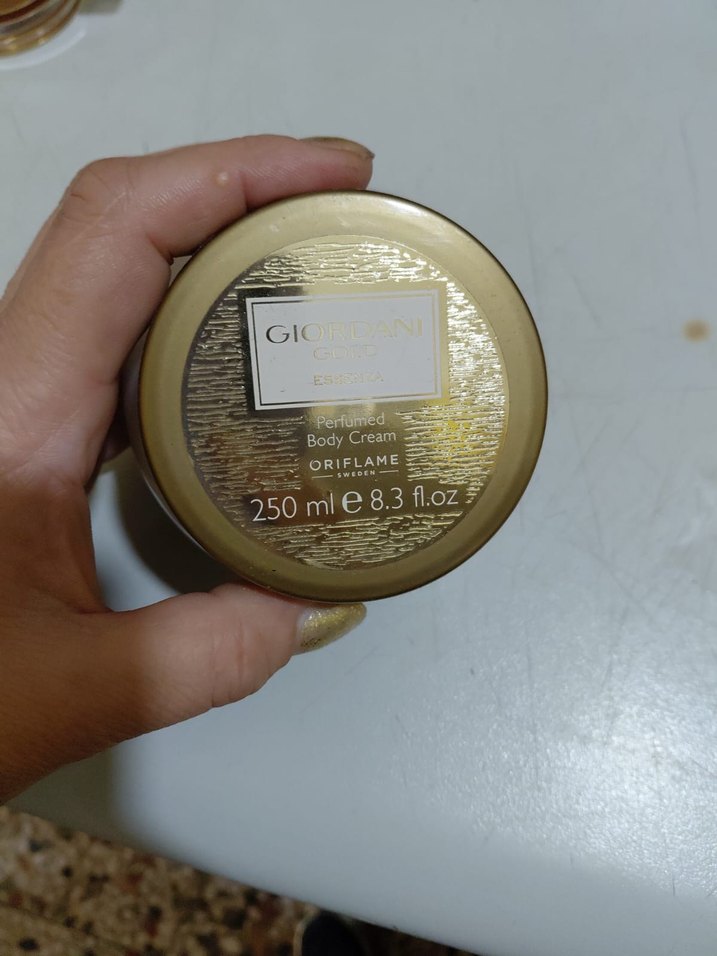 GIORDANI
GOLD
ESSENZA
Perfumed
Body Cream
ORIFLAME
SWEDEN
250 ml e 8.3 fl.oz